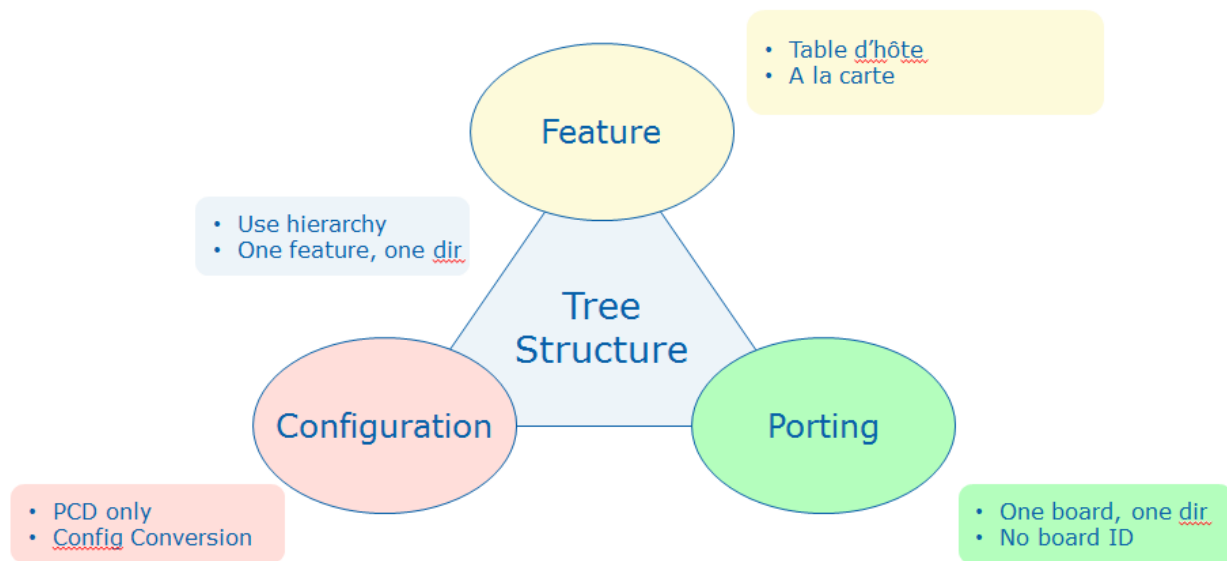 • Table d'hôte
• A la carte
Feature
• Use hierarchy
• One feature, one dir
Tree
Structure
Configuration
Porting
• PCD only
• Config Conversion
• One board, one dir
• No board ID